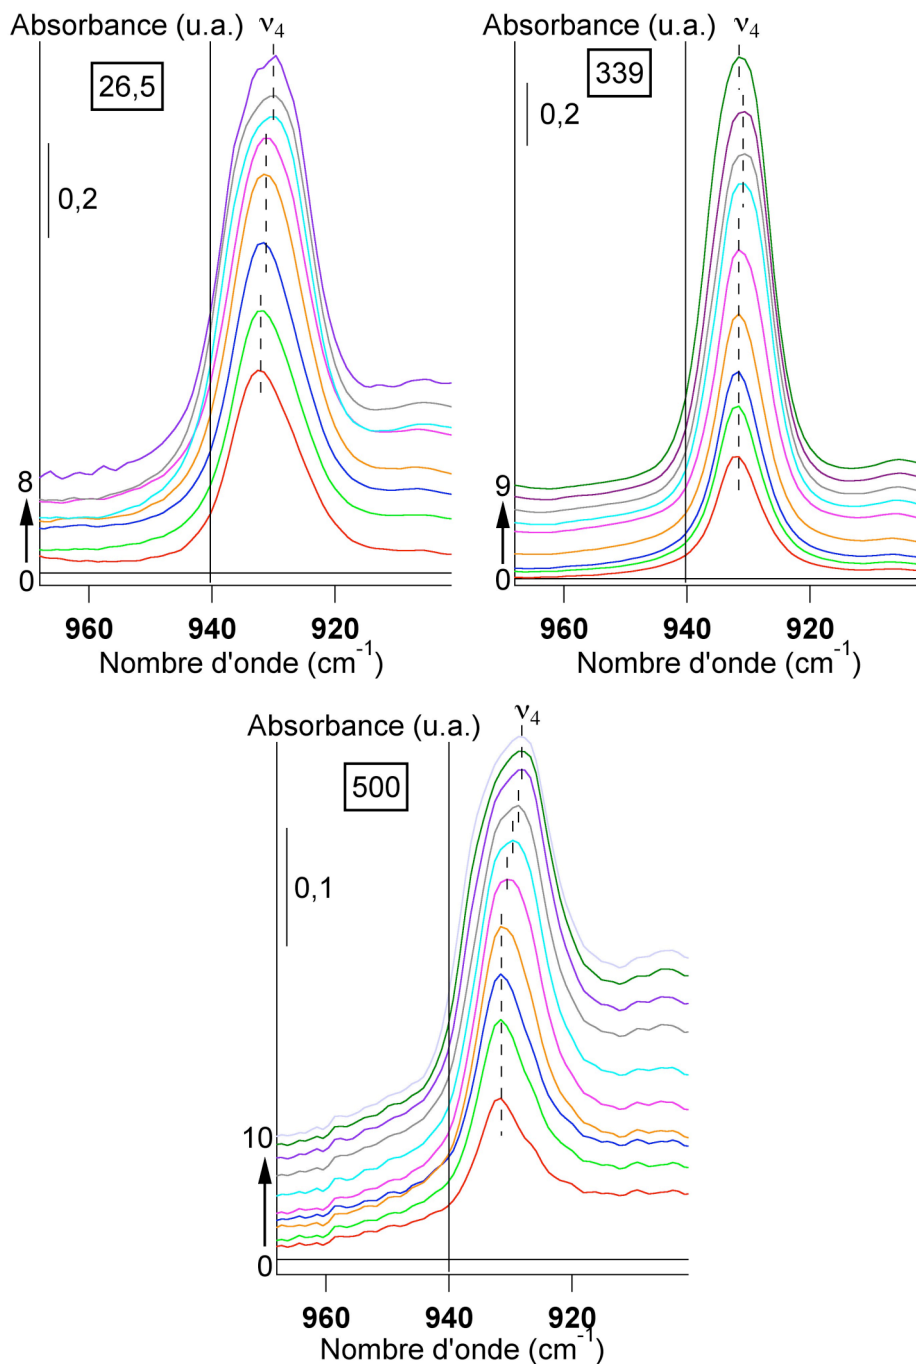 Absorbance (u.a.) ν4
26,5
0,2
8
0
960 940 920
Nombre d'onde (cm-1)
Absorbance (u.a.) ν4
339
0,2
9
0
960 940 920
Nombre d'onde (cm-1)
Absorbance (u.a.) ν4
500
0,1
10
0
960 940 920
Nombre d'onde (cm-1)